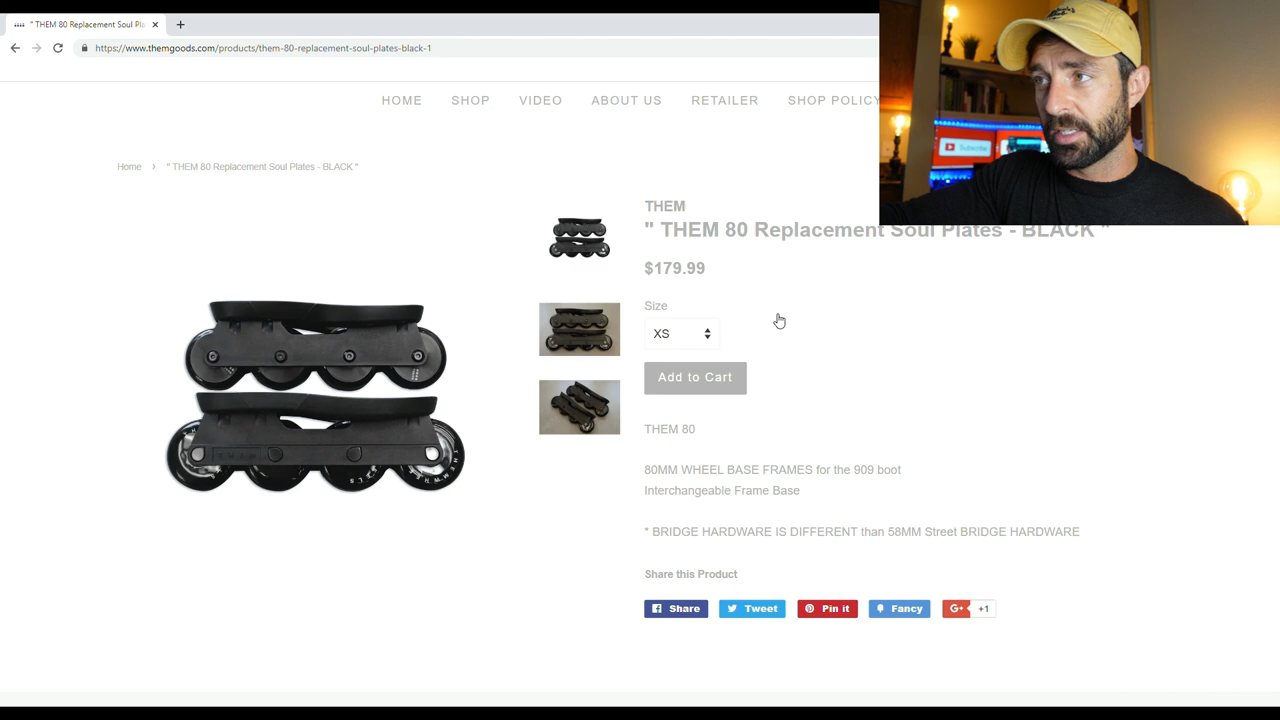 " THEM 80 Replacement Soul Pla
https://www.themgoods.com/products/them-80-replacement-soul-plates-black-1
HOME SHOP VIDEO ABOUT US RETAILER SHOP POLICY
Subscribe
Home › " THEM 80 Replacement Soul Plates - BLACK "
THEM
" THEM 80 Replacement Soul Plates - BLACK "
$179.99
Size
XS
Add to Cart
THEM 80
80MM WHEEL BASE FRAMES for the 909 boot
Interchangeable Frame Base
* BRIDGE HARDWARE IS DIFFERENT than 58MM Street BRIDGE HARDWARE
Share this Product
Share Tweet Pin it Fancy G+ +1